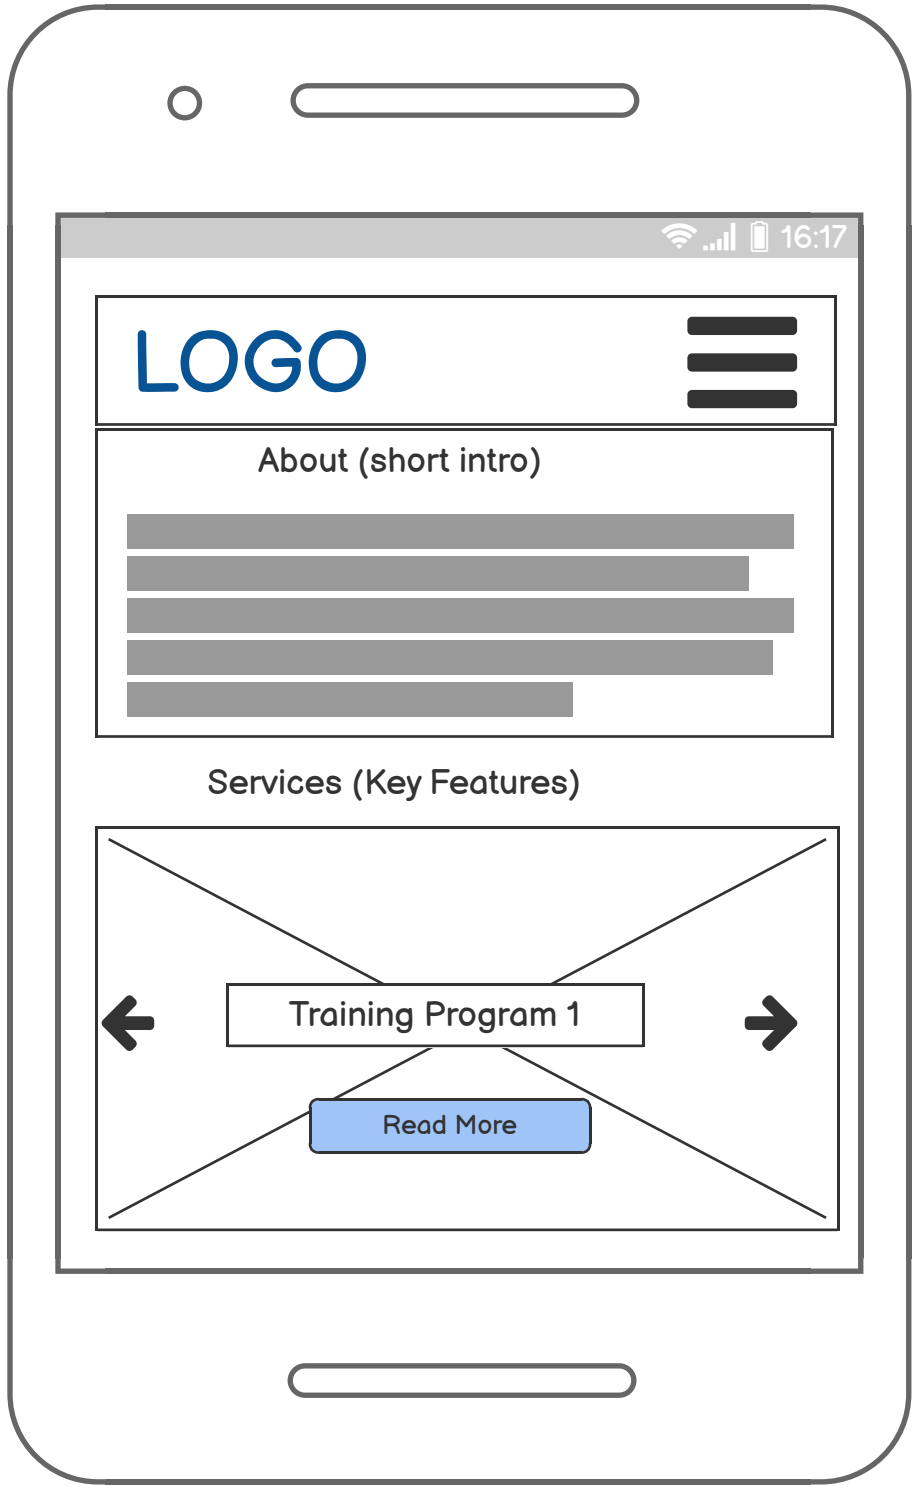 16:17
LOGO
About (short intro)
Services (Key Features)
Training Program 1
Read More